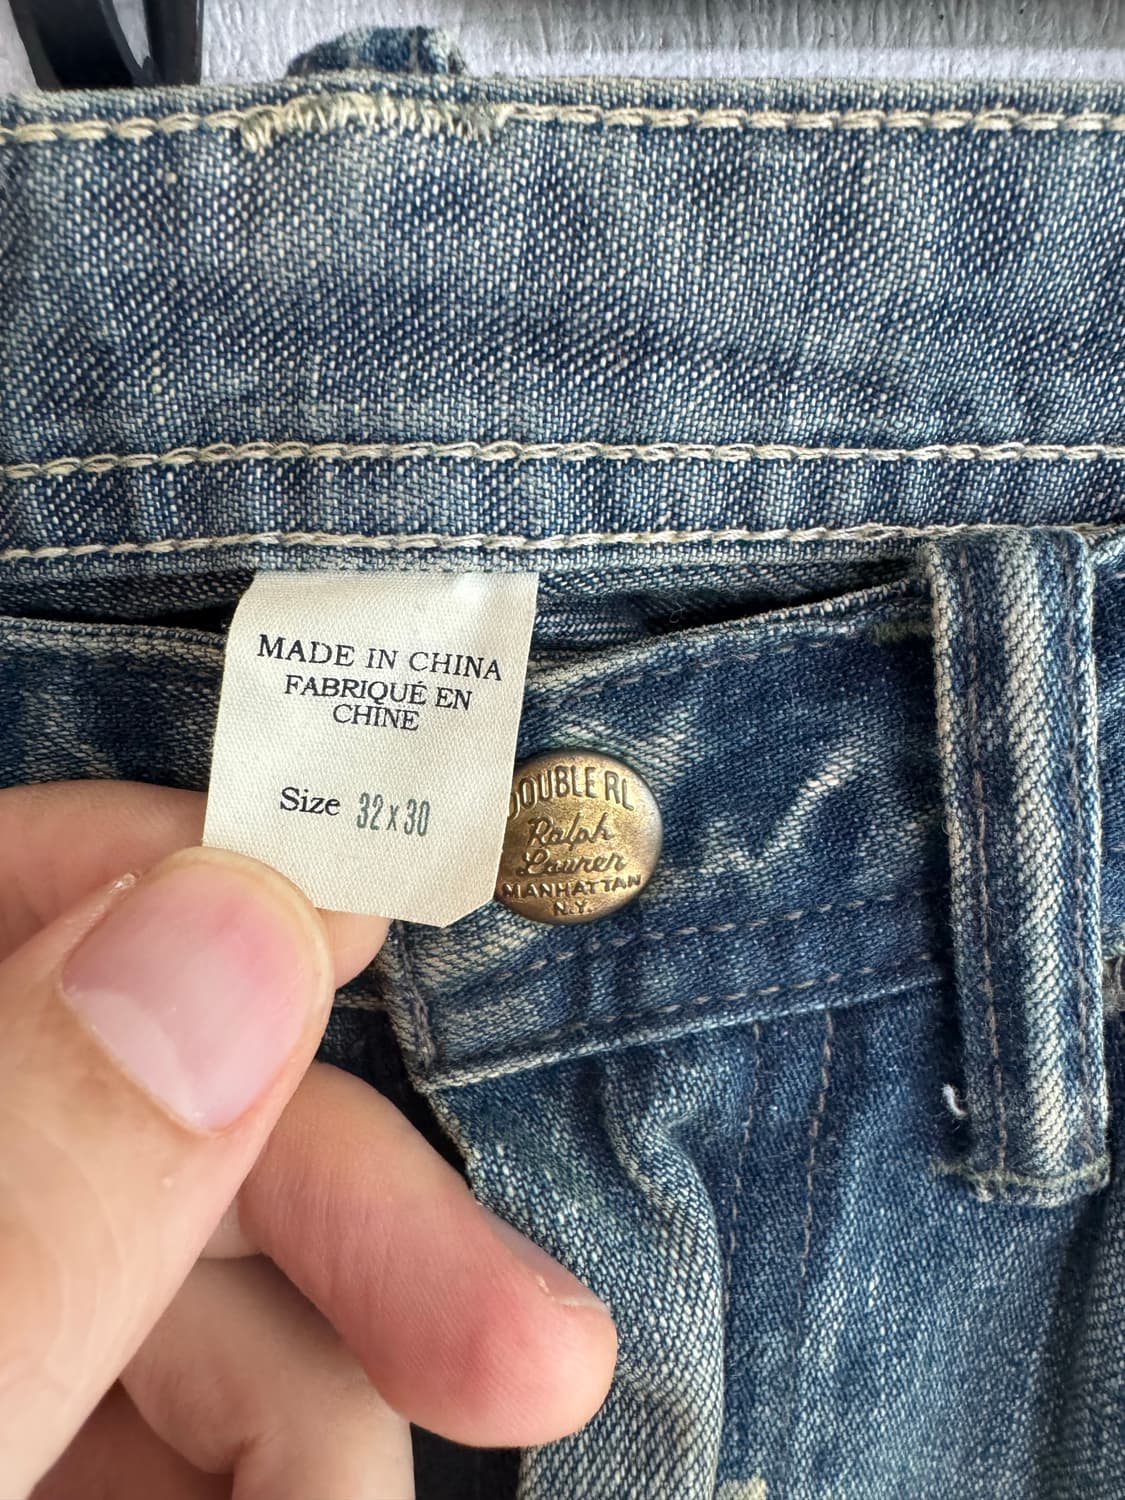 MADE IN CHINA
FABRIQUÉ EN
CHINE
Size 32 x 30
DOUBLE RL
Ralph
Lauren
MANHATTAN
N.Y.